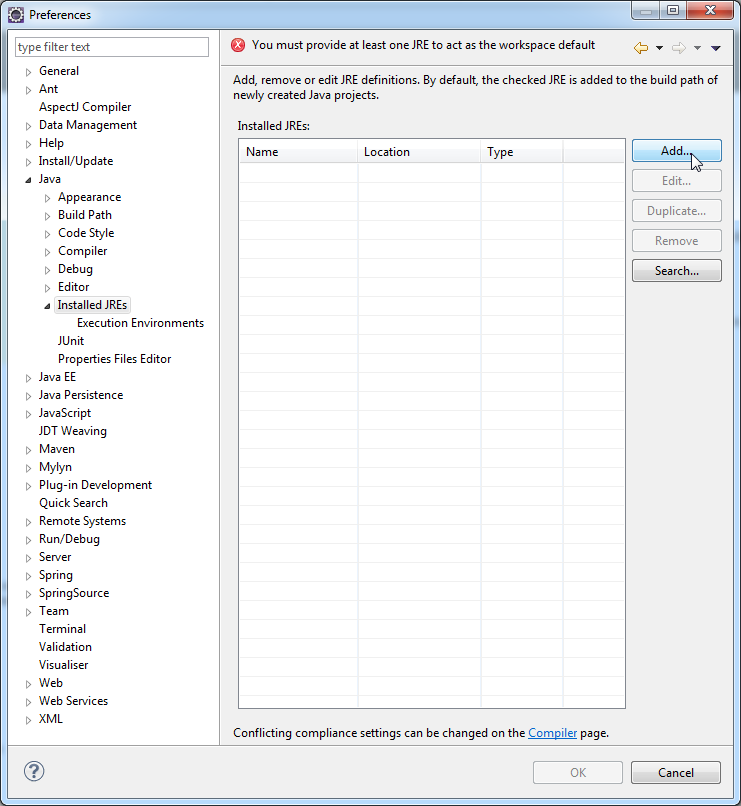 Preferences
type filter text
General
Ant
AspectJ Compiler
Data Management
Help
Install/Update
Java
Appearance
Build Path
Code Style
Compiler
Debug
Editor
Installed JREs
Execution Environments
JUnit
Properties Files Editor
Java EE
Java Persistence
JavaScript
JDT Weaving
Maven
Mylyn
Plug-in Development
Quick Search
Remote Systems
Run/Debug
Server
Spring
SpringSource
Team
Terminal
Validation
Visualiser
Web
Web Services
XML
You must provide at least one JRE to act as the workspace default
Add, remove or edit JRE definitions. By default, the checked JRE is added to the build path of
newly created Java projects.
Installed JREs:
Name Location Type
Add...
Edit...
Duplicate...
Remove
Search...
Conflicting compliance settings can be changed on the Compiler page.
?
OK Cancel